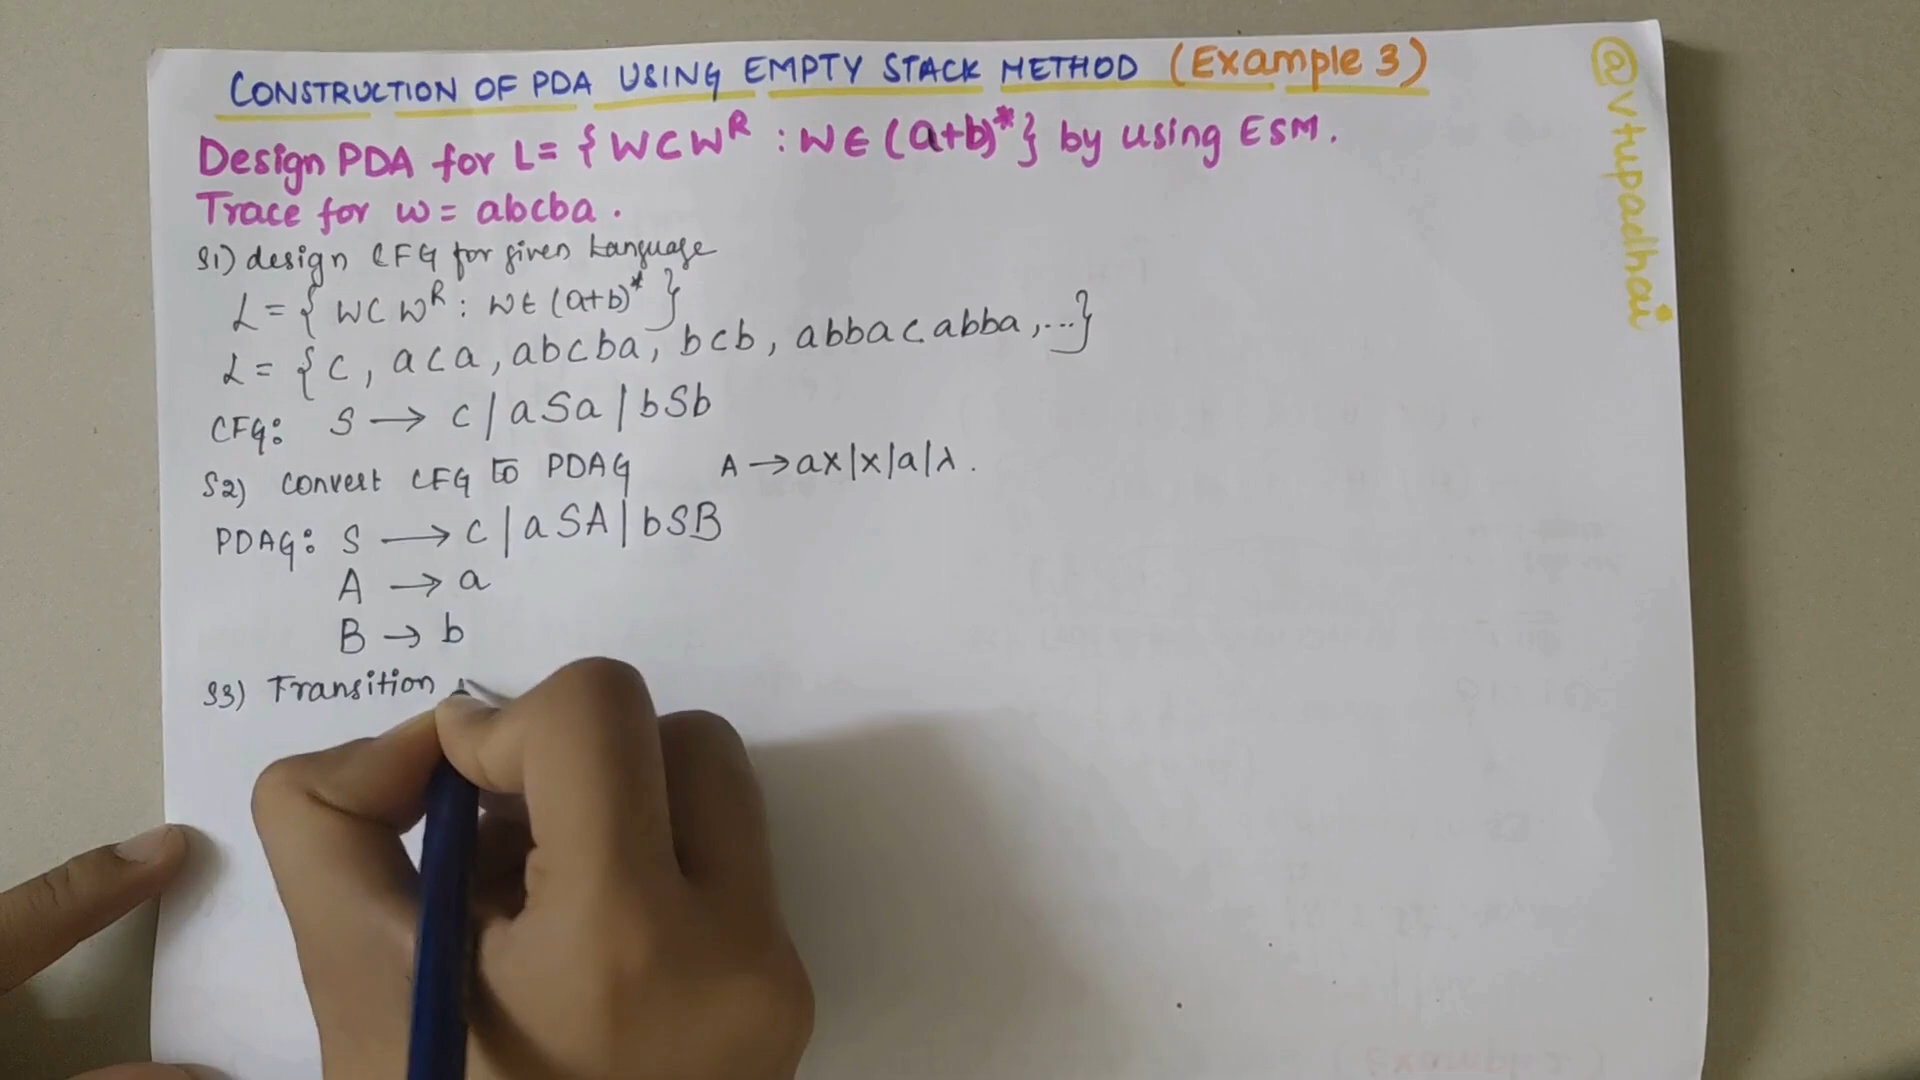 CONSTRUCTION OF PDA USING EMPTY STACK METHOD (Example 3)
Design PDA for L= { WCW^R : W∈ (a+b)* } by using ESM.
Trace for w= abcba.
S1) design CFG for given Language
L= { WCW^R : W∈ (a+b)* }
L= {c, aca, abcba, bcb, abbacabba,...}
CFG: S → c | aSa | bSb
S2) Convert CFG to PDAG A → ax|x|a|λ.
PDAG: S → c | aSA | bSB
A → a
B → b
S3) Transition
@vtupadhai